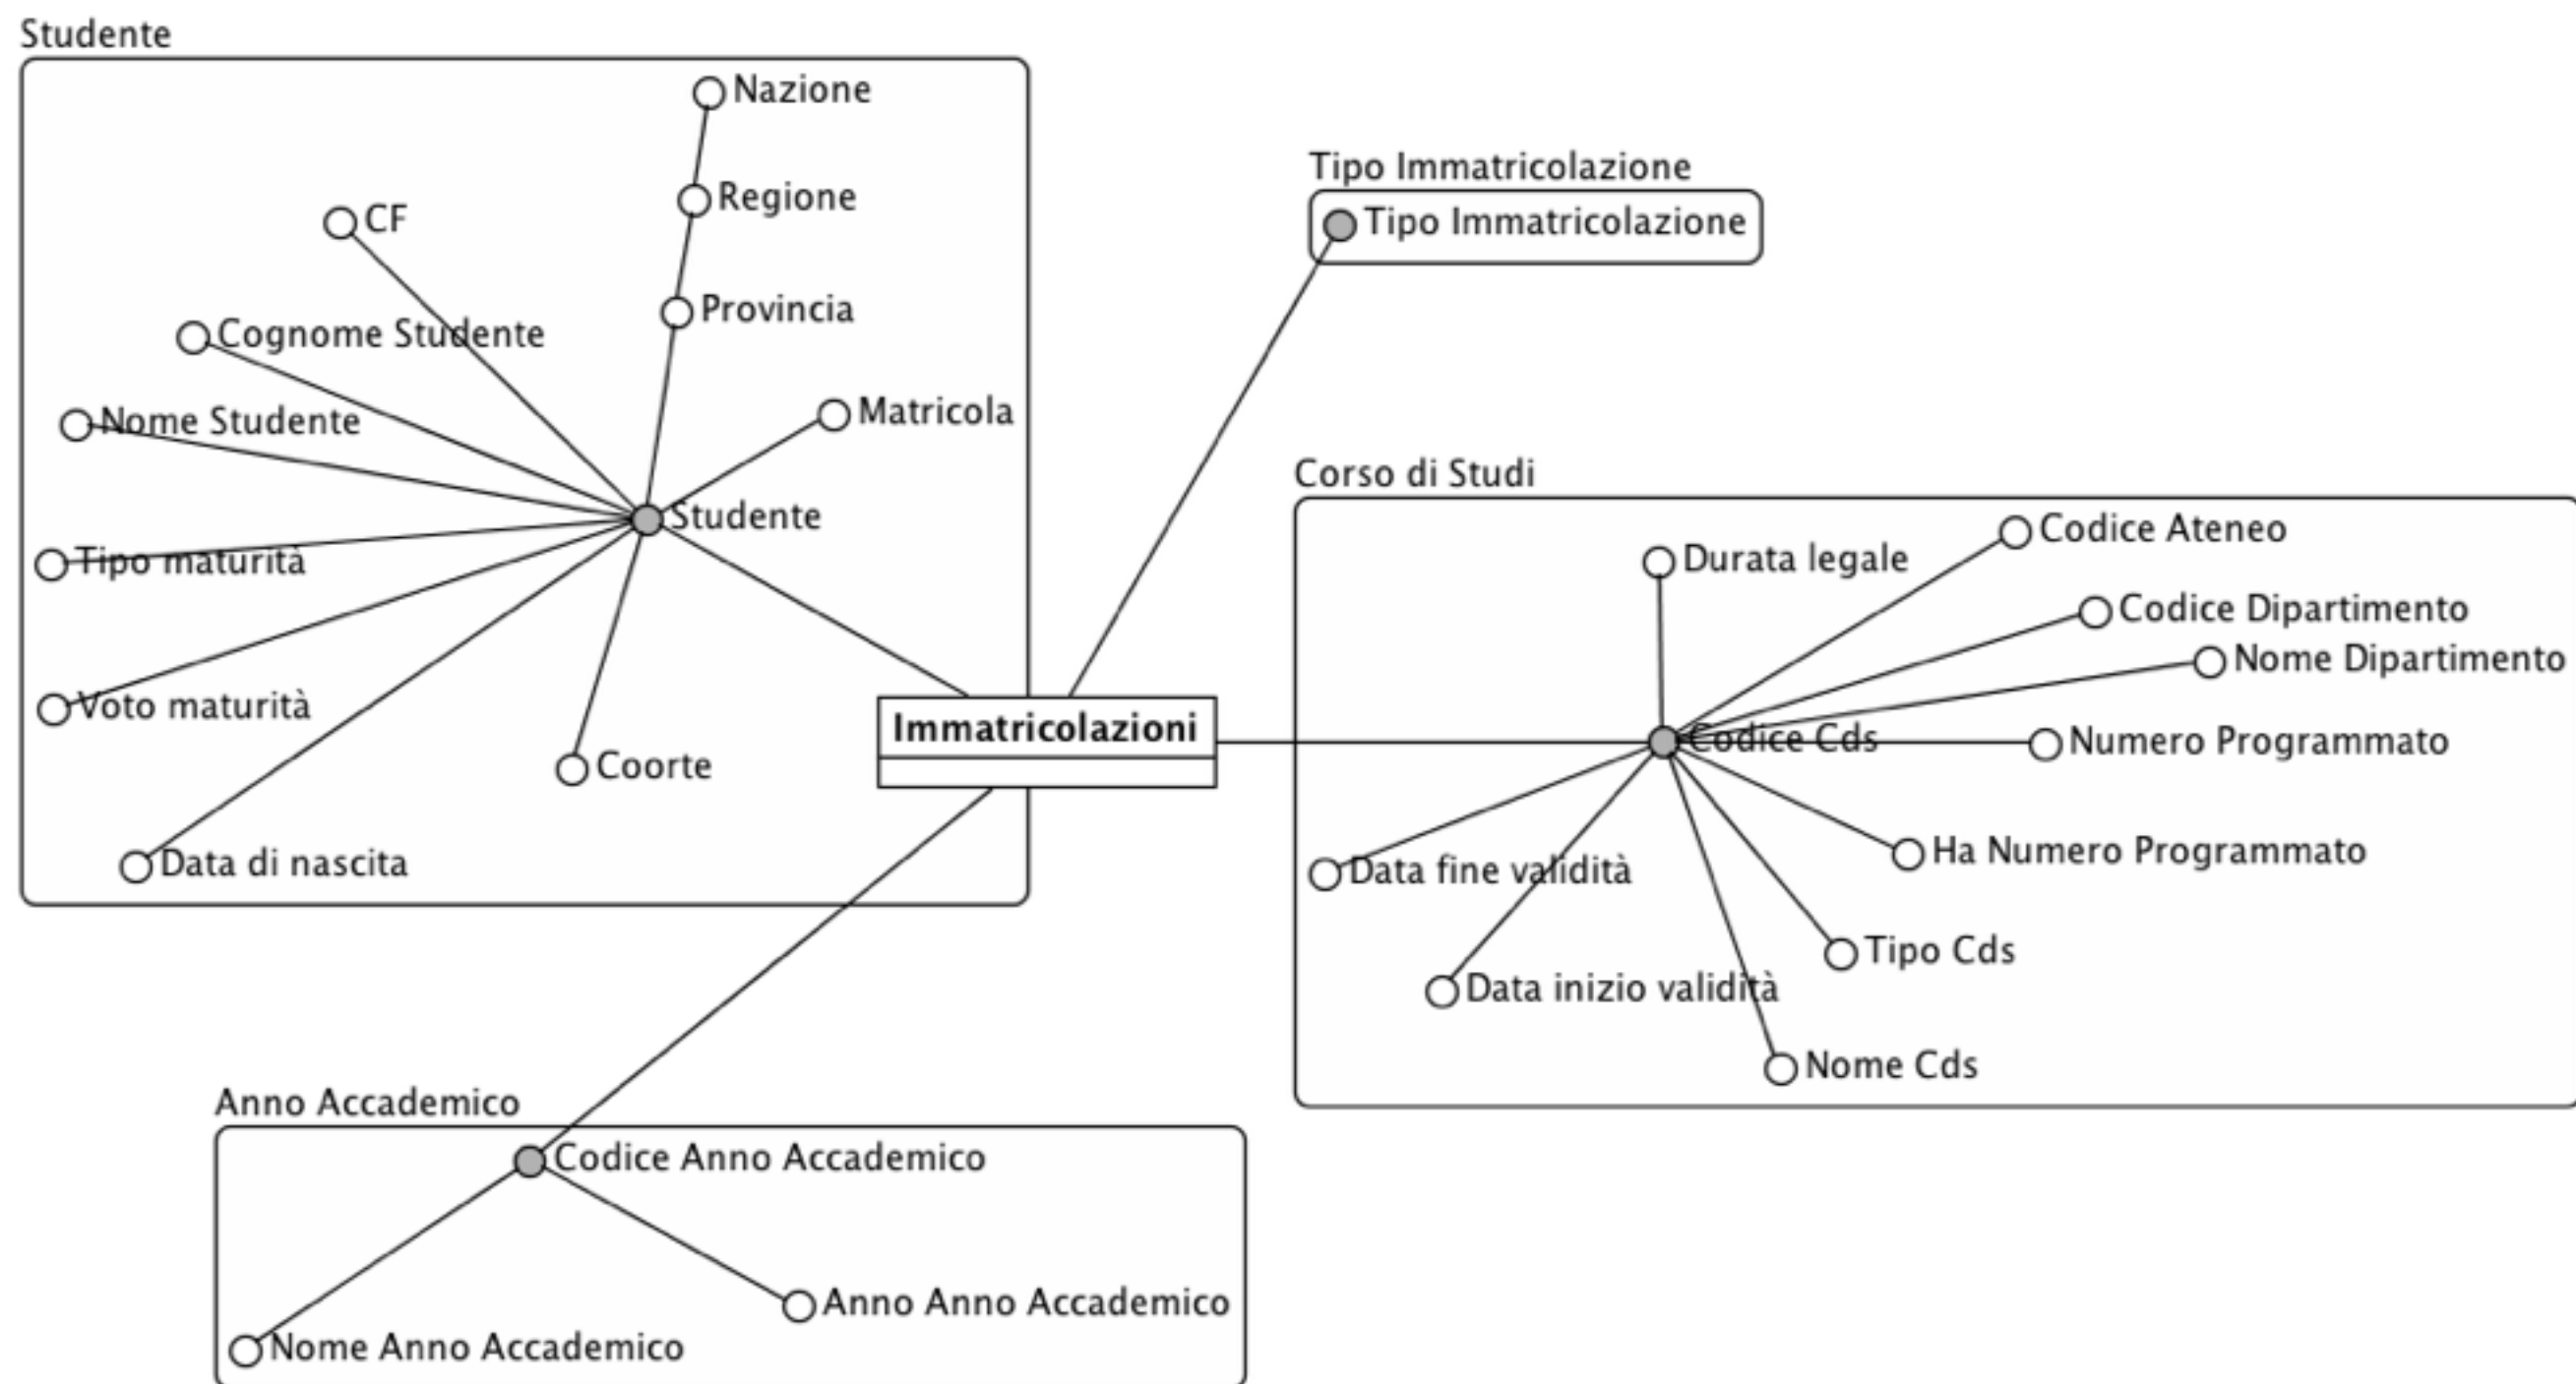 Studente
Nazione
Regione
CF
Provincia
Cognome Studente
Matricola
Nome Studente
Studente
Tipo maturità
Voto maturità
Coorte
Data di nascita
Tipo Immatricolazione
Tipo Immatricolazione
Immatricolazioni
Corso di Studi
Codice Ateneo
Durata legale
Codice Dipartimento
Nome Dipartimento
Codice Cds
Numero Programmato
Ha Numero Programmato
Data fine validità
Tipo Cds
Data inizio validità
Nome Cds
Anno Accademico
Codice Anno Accademico
Anno Anno Accademico
Nome Anno Accademico